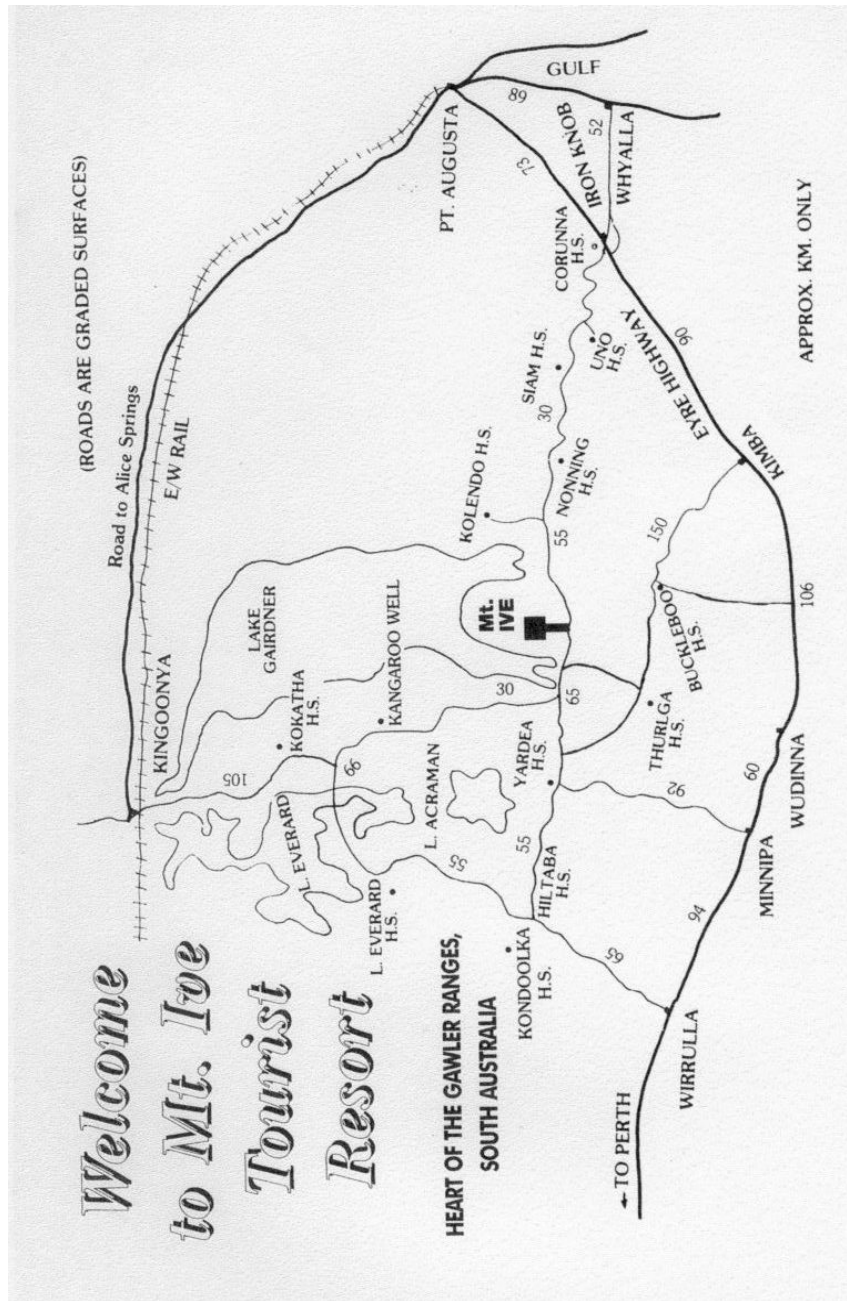 Welcome
to Mt. Ive
Tourist
Resort
HEART OF THE GAWLER RANGES,
SOUTH AUSTRALIA
(ROADS ARE GRADED SURFACES)
Road to Alice Springs
E/W RAIL
KINGOONYA
LAKE
GAIRDNER
KOKATHA
H.S.
105
L. EVERARD
KANGAROO WELL
99
L. EVERARD
H.S.
L. ACRAMAN
30
55
KOLENDO H.S.
Mt.
IVE
PT. AUGUSTA
GULF
68
73
IRON KNOB
52
WHYALLA
CORUNNA
H.S.
SIAM H.S.
UNO
H.S.
30
NONNING
H.S.
55
65
YARDEA
H.S.
55
HILTABA
H.S.
KONDOOLKA
H.S.
65
EYRE HIGHWAY
90
KIMBA
150
BUCKLEBOO
H.S.
THURLGA
H.S.
92
106
WUDINNA
60
MINNIPA
94
WIRRULLA
←TO PERTH
APPROX. KM. ONLY